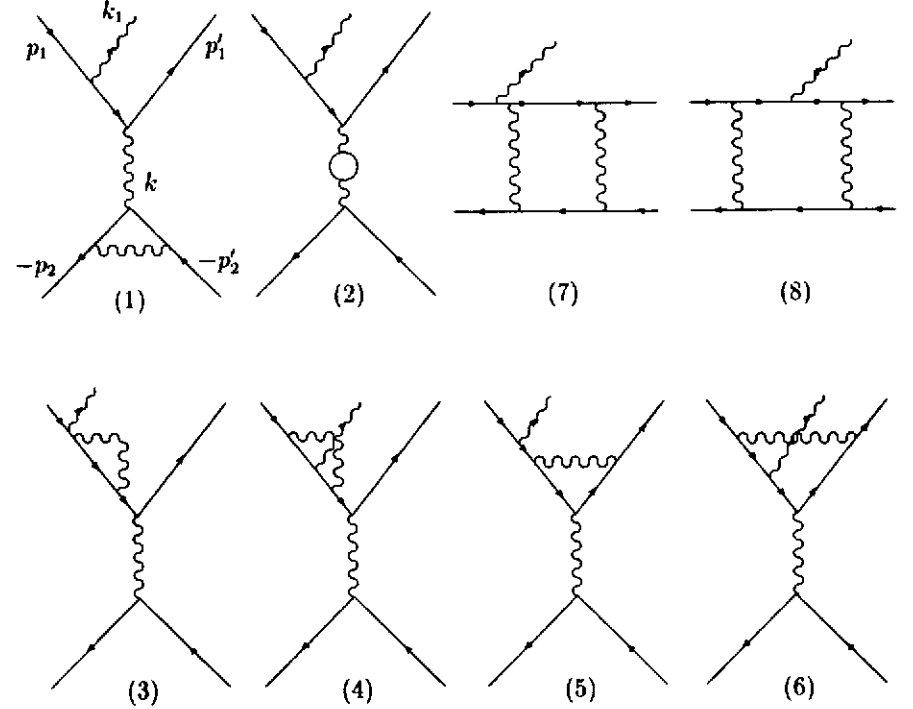 k₁
p₁ p′₁
k
−p₂ −p′₂
(1) (2) (7) (8)
(3) (4) (5) (6)